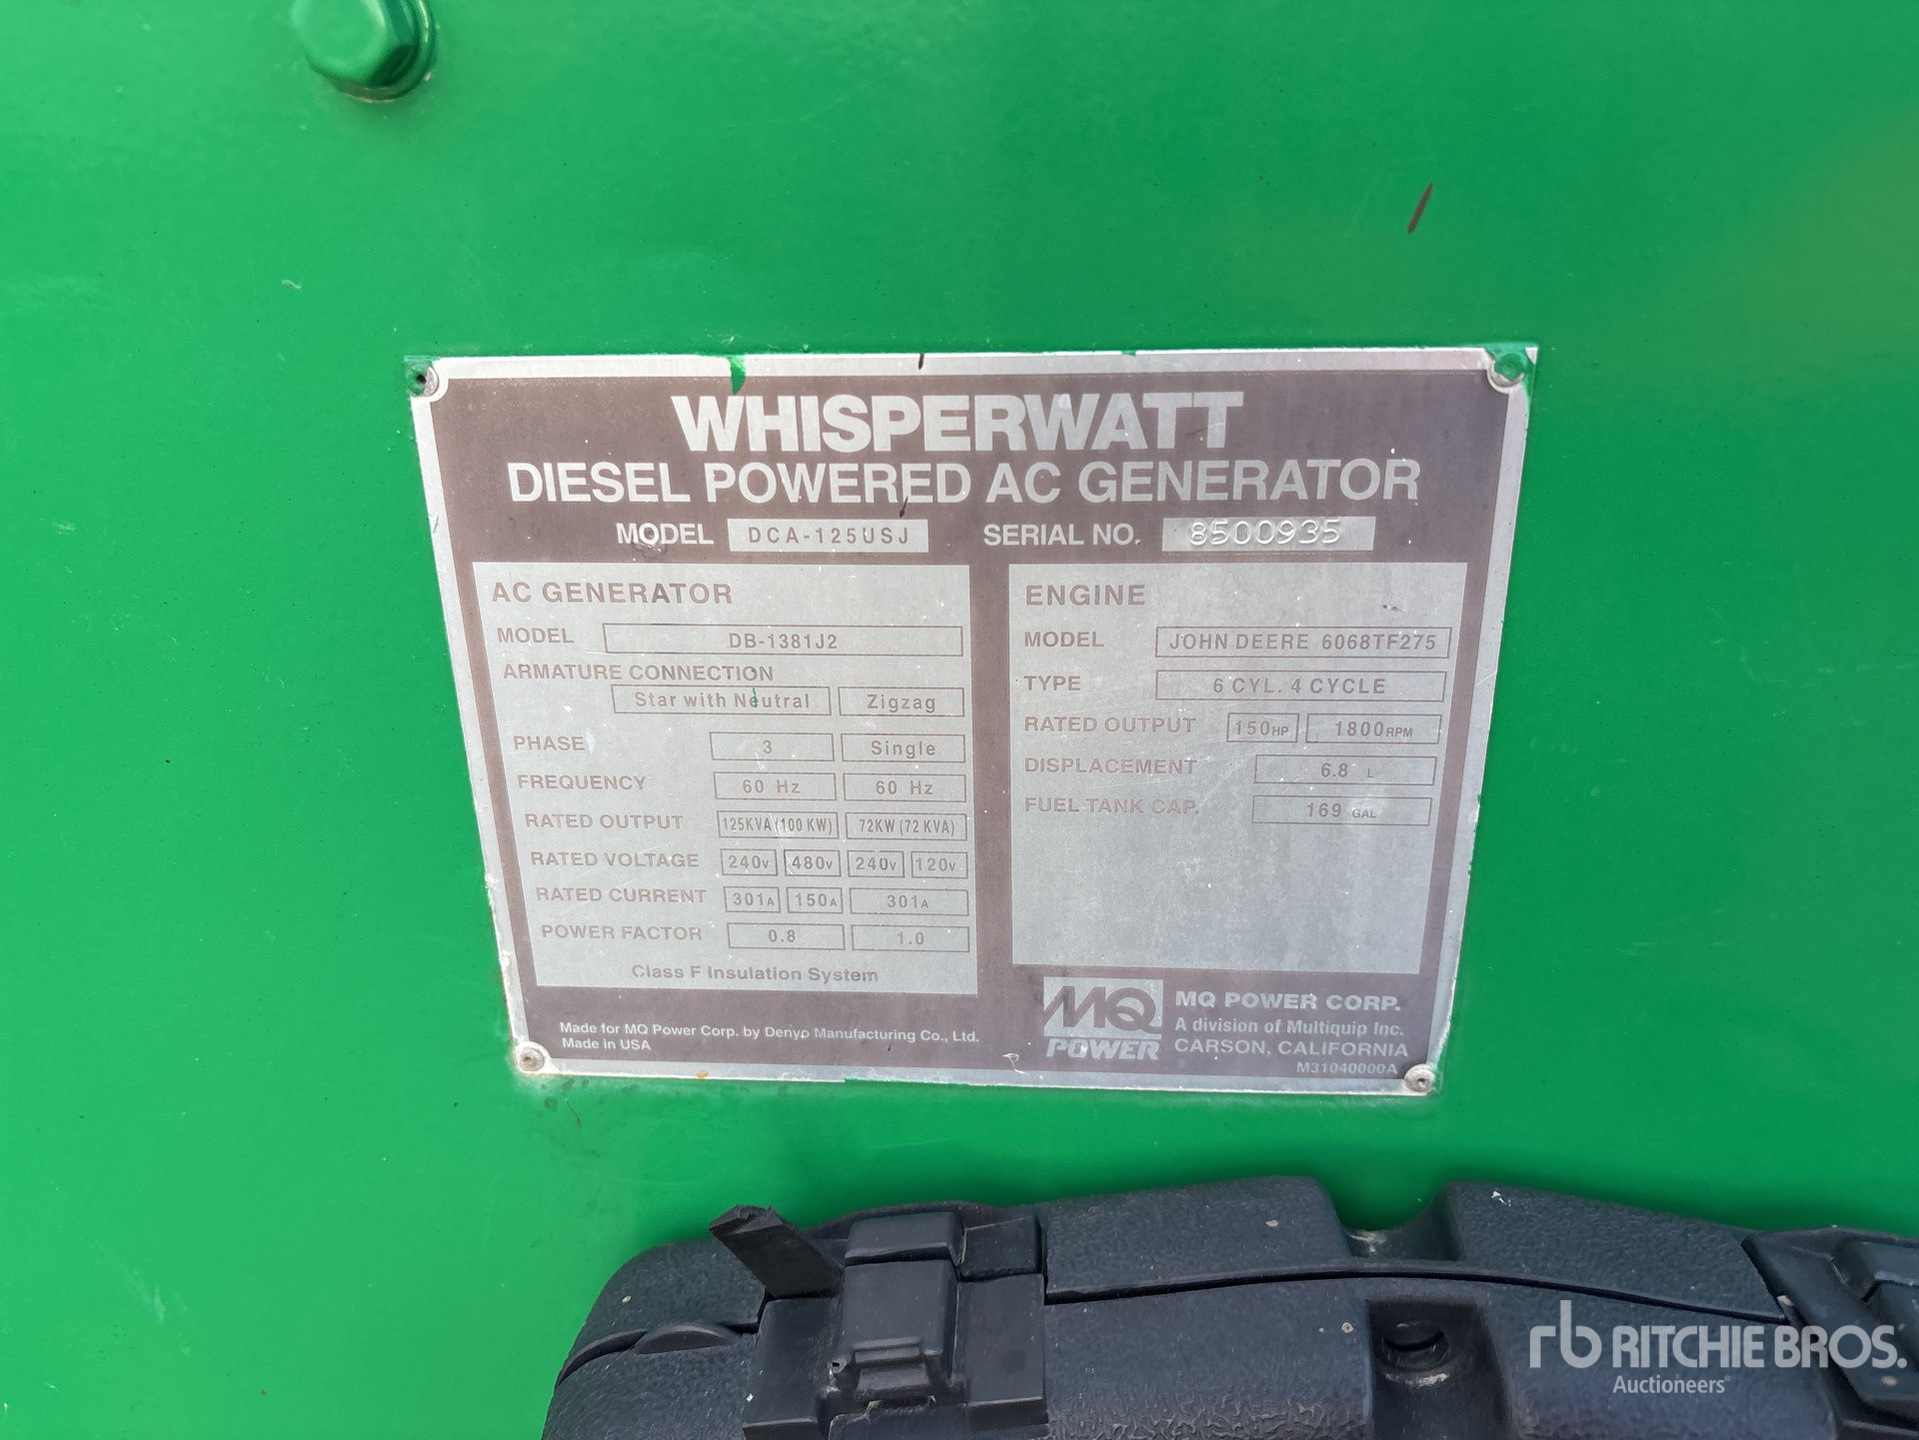 WHISPERWATT
DIESEL POWERED AC GENERATOR
MODEL DCA-125USJ SERIAL NO. 8500935
AC GENERATOR
MODEL DB-1381J2
ARMATURE CONNECTION
Star with Neutral Zigzag
PHASE 3 Single
FREQUENCY 60 Hz 60 Hz
RATED OUTPUT 125KVA (100 KW) 72KW (72 KVA)
RATED VOLTAGE 240V 480V 240V 120V
RATED CURRENT 301A 150A 301A
POWER FACTOR 0.8 1.0
Class F Insulation System
Made for MQ Power Corp. by Denyo Manufacturing Co., Ltd.
Made in USA
ENGINE
MODEL JOHN DEERE 6068TF275
TYPE 6 CYL. 4 CYCLE
RATED OUTPUT 150HP 1800RPM
DISPLACEMENT 6.8 L
FUEL TANK CAP. 169 GAL
MQ
POWER
MQ POWER CORP.
A division of Multiquip Inc.
CARSON, CALIFORNIA
M31040000A
rb RITCHIE BROS.
Auctioneers